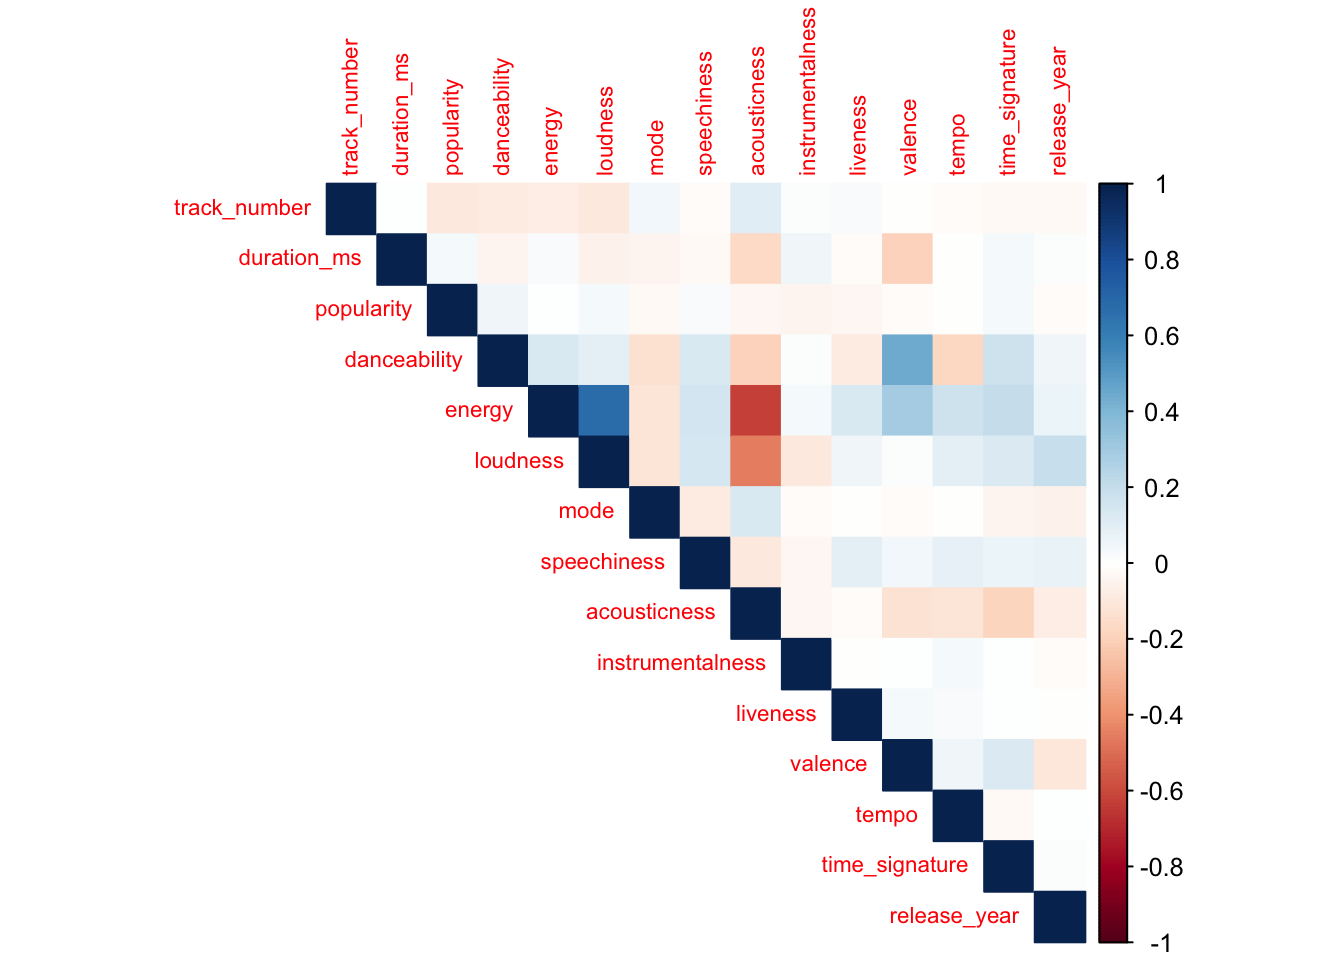 track_number
duration_ms
popularity
danceability
energy
loudness
mode
speechiness
acousticness
instrumentalness
liveness
valence
tempo
time_signature
release_year
track_number
duration_ms
popularity
danceability
energy
loudness
mode
speechiness
acousticness
instrumentalness
liveness
valence
tempo
time_signature
release_year
1
0.8
0.6
0.4
0.2
0
-0.2
-0.4
-0.6
-0.8
-1